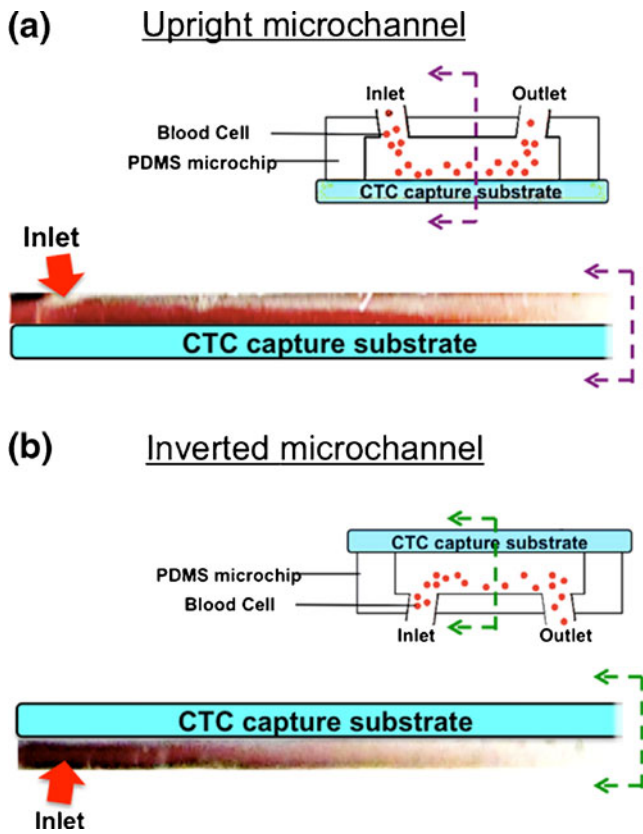 (a) Upright microchannel
Inlet Outlet
Blood Cell
PDMS microchip
CTC capture substrate
Inlet
CTC capture substrate
(b) Inverted microchannel
CTC capture substrate
PDMS microchip
Blood Cell
Inlet Outlet
CTC capture substrate
Inlet